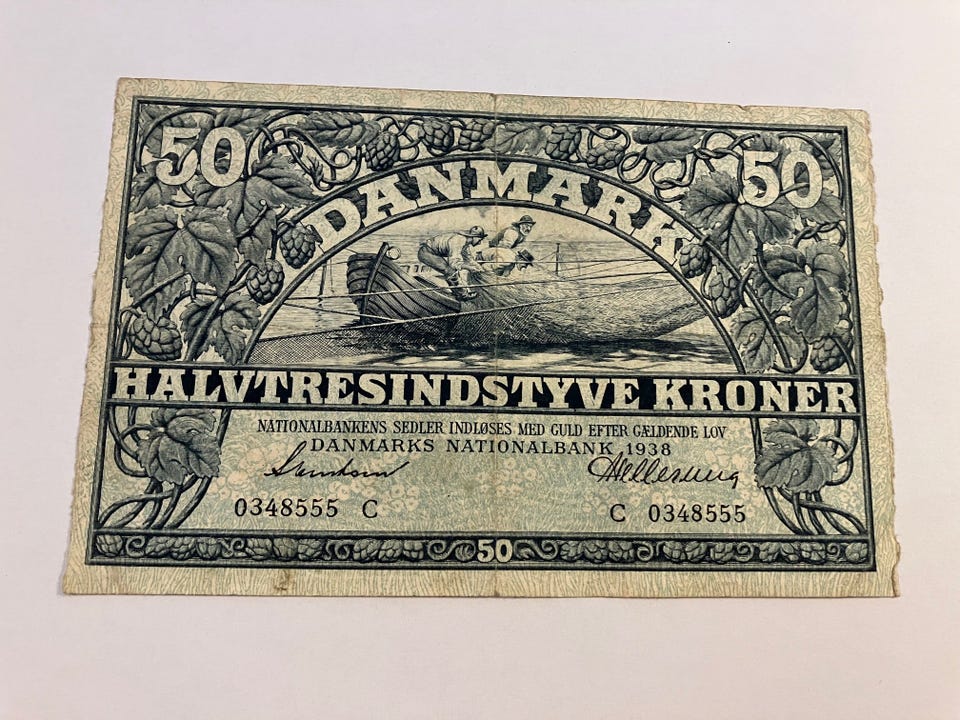 50 50
DANMARK
HALVTRESINDSTYVE KRONER
NATIONALBANKENS SEDLER INDLØSES MED GULD EFTER GÆLDENDE LOV
DANMARKS NATIONALBANK 1938
0348555 C C 0348555
50